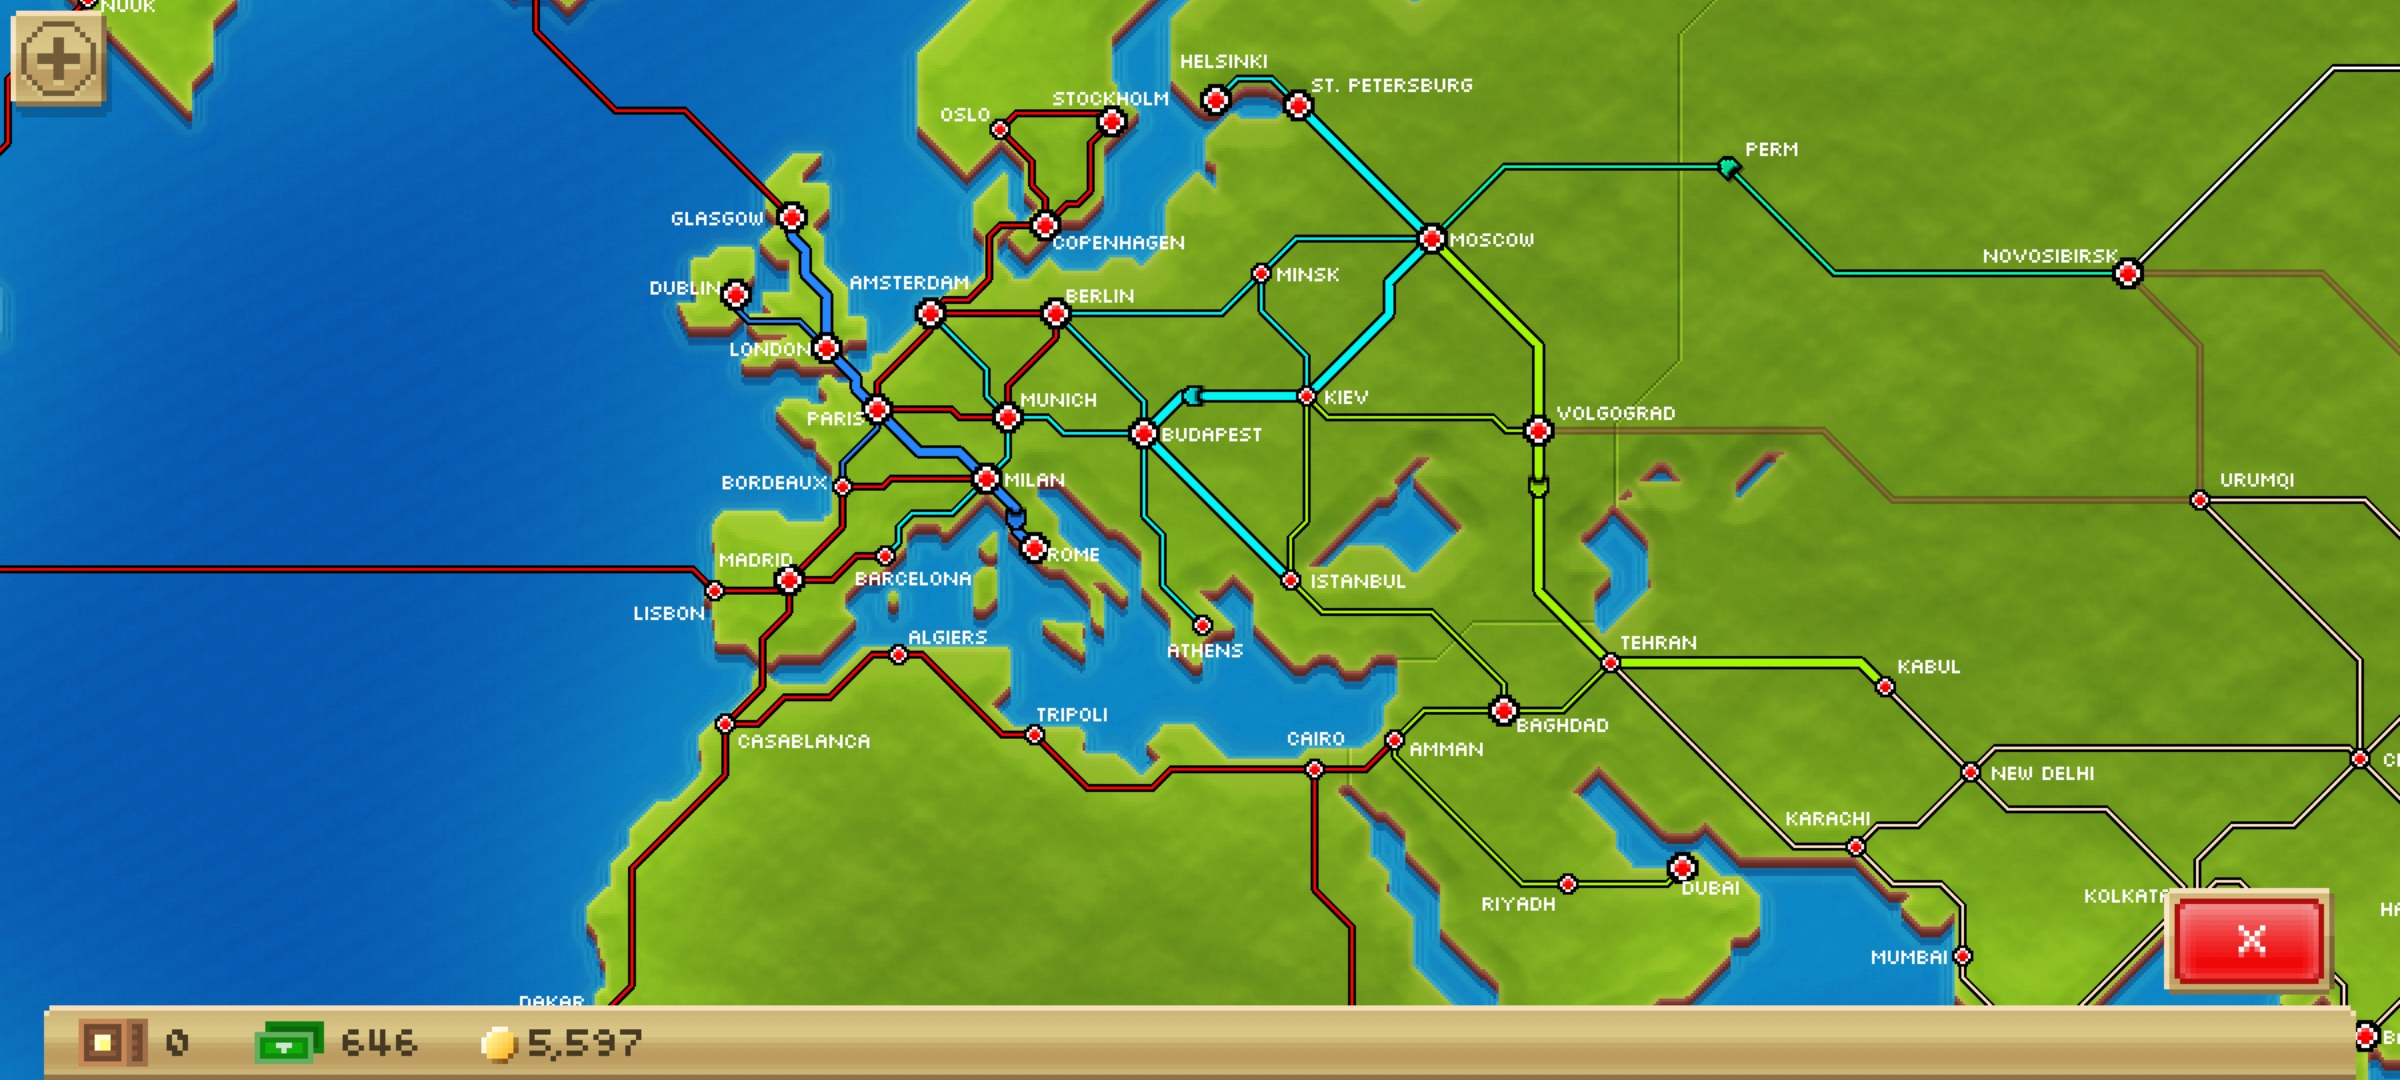 NUUK
HELSINKI
ST. PETERSBURG
STOCKHOLM
OSLO
PERM
GLASGOW
COPENHAGEN
MOSCOW
NOVOSIBIRSK
MINSK
AMSTERDAM
DUBLIN
BERLIN
LONDON
MUNICH
KIEV
VOLGOGRAD
PARIS
BUDAPEST
URUMQI
BORDEAUX
MILAN
MADRID
ROME
BARCELONA
ISTANBUL
LISBON
ALGIERS
ATHENS
TEHRAN
KABUL
TRIPOLI
BAGHDAD
CASABLANCA
CAIRO
AMMAN
NEW DELHI
KARACHI
DUBAI
KOLKATA
RIYADH
MUMBAI
DAKAR
0 646 5,597